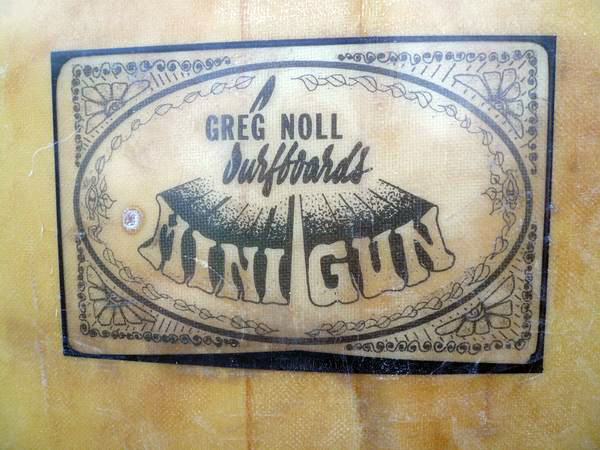 GREG NOLL
Surfboards
MINI GUN